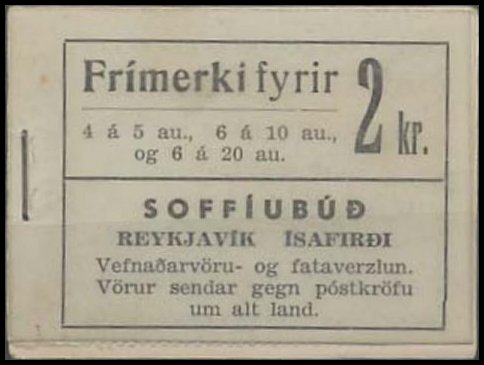 Frímerki fyrir 2 kr.
4 á 5 au., 6 á 10 au.,
og 6 á 20 au.
SOFFÍUBÚÐ
REYKJAVÍK ÍSAFIRÐI
Vefnaðarvöru- og fataverzlun.
Vörur sendar gegn póstkröfu
um alt land.